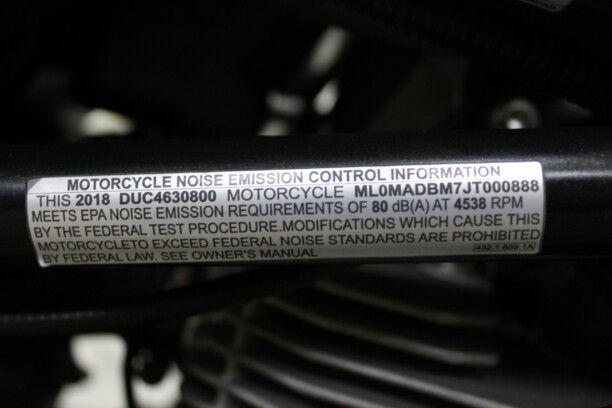 MOTORCYCLE NOISE EMISSION CONTROL INFORMATION
THIS 2018 DUC4630800 MOTORCYCLE ML0MADBM7JT000888
MEETS EPA NOISE EMISSION REQUIREMENTS OF 80 dB(A) AT 4538 RPM
BY THE FEDERAL TEST PROCEDURE.MODIFICATIONS WHICH CAUSE THIS
MOTORCYCLETO EXCEED FEDERAL NOISE STANDARDS ARE PROHIBITED
BY FEDERAL LAW. SEE OWNER'S MANUAL